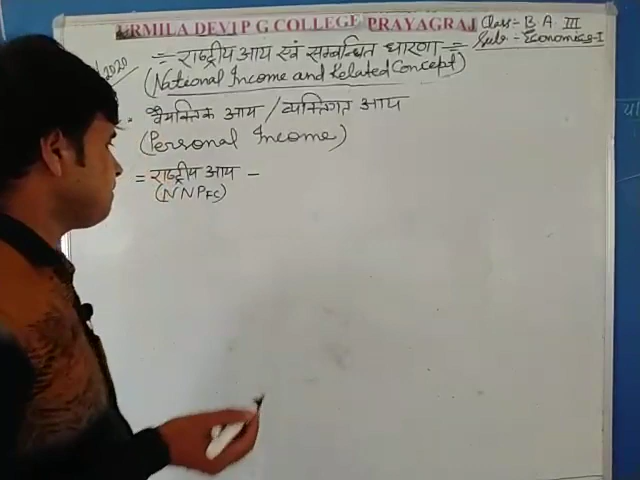 URMILA DEVI P G COLLEGE PRAYAGRAJ
Class- B.A. III
Sub. - Economics-I
= राष्ट्रीय आय एवं सम्बन्धित धारणा =
(National Income and Related Concept)
2020
वैयक्तिक आय / व्यक्तिगत आय
(Personal Income)
= राष्ट्रीय आय -
(NNPFC)